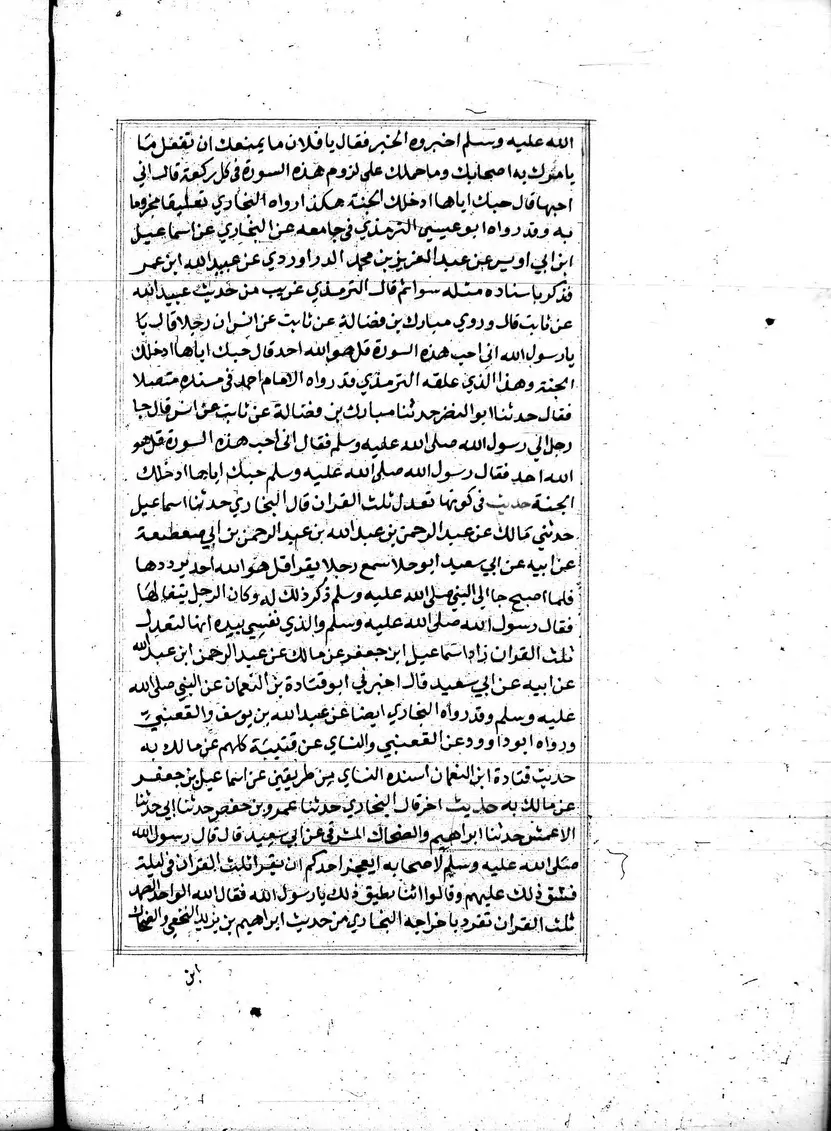 الله عليه وسلم اخبروه الخبر فقال يا فلان ما يمنعك ان تفعل ما
يامرك به اصحابك وما حملك على لزوم هذه السورة في كل ركعة قال اني
احبها قال حبك اياها ادخلك الجنة هكذا رواه البخاري تعليقا مجزوما
به وقد رواه ابو عيسى الترمذي في جامعه عن البخاري عن اسماعيل
ابن ابي اويس عن عبد العزيز بن محمد الدراوردي عن عبيد الله ابن عمر
فذكر باسناده مثله سوا ثم قال الترمذي غريب من حديث عبيد الله
عن ثابت قال وروي مبارك بن فضالة عن ثابت عن انس ان رجلا قال يا
يا رسول الله اني احب هذه السورة قل هو الله احد قال حبك اياها ادخلك
الجنة وهذا الذي علقه الترمذي قد رواه الامام احمد في مسنده متصلا
فقال حدثنا ابو النضر حدثنا مبارك بن فضالة عن ثابت عن انس قال جا
رجل الي رسول الله صلى الله عليه وسلم فقال اني احب هذه السورة قل هو
الله احد فقال رسول الله صلى الله عليه وسلم حبك اياها ادخلك
الجنة حديث في كونها تعدل ثلث القران قال البخاري حدثنا اسماعيل
حدثني مالك عن عبد الرحمن بن عبد الله بن عبد الرحمن بن ابي صعصعة
عن ابيه عن ابي سعيد ان رجلا سمع رجلا يقرا قل هو الله احد يرددها
فلما اصبح جا الى النبي صلى الله عليه وسلم ذكر ذلك له وكان الرجل يتقالها
فقال رسول الله صلى الله عليه وسلم والذي نفسي بيده انها لتعدل
ثلث القران زاد اسماعيل ابن جعفر عن مالك عن عبد الرحمن ابن عبد الله
عن ابيه عن ابي سعيد قال اخبرني ابو قتادة بن النعمان عن النبي صلى الله
عليه وسلم وقد رواه البخاري ايضا عن عبد الله بن يوسف والقعنبي
ورواه ابو داوود عن القعنبي والنساي عن قتيبة كلهم عن مالك به
حديث قتادة ابن النعمان اسنده النساي من طريقين عن اسماعيل بن جعفر
عن مالك به حديث اخر قال البخاري حدثنا عمرو بن حفص حدثنا ابي حدثنا
الاعمش حدثنا ابراهيم والضحاك المشرقي عن ابي سعيد قال قال رسول الله
صلى الله عليه وسلم لاصحابه ايعجز احدكم ان يقرا ثلث القران في ليلة
فشق ذلك عليهم وقالوا اينا يطيق ذلك يا رسول الله فقال الله الواحد الصمد
ثلث القران تفرد باخراجه البخاري من حديث ابراهيم بن يزيد النخعي والضحاك
ابن